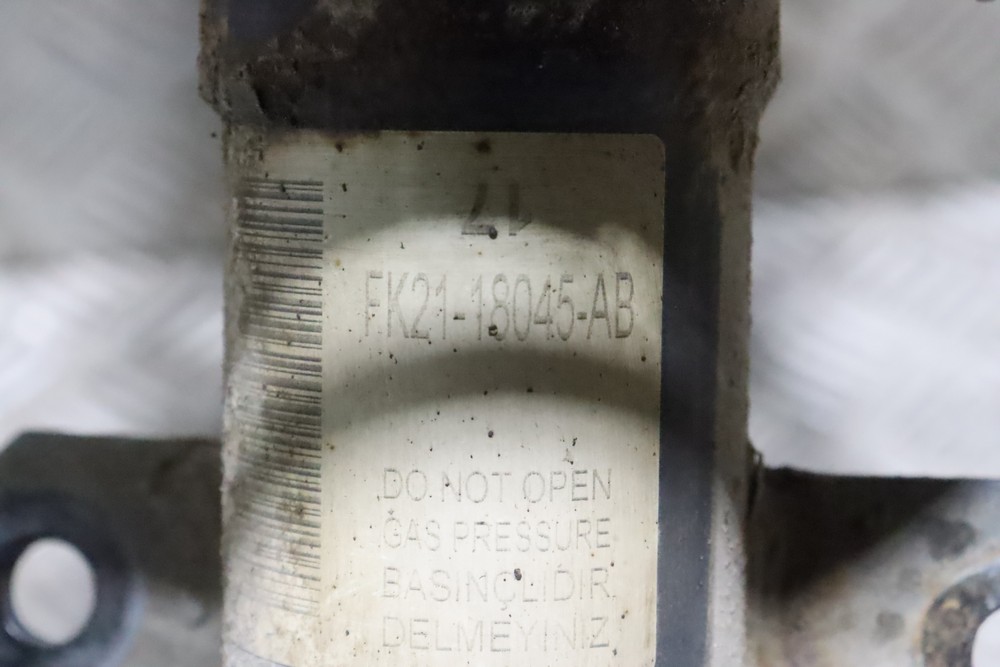 FK21-18045-AB
DO NOT OPEN
GAS PRESSURE
BASINÇLIDIR
DELMEYINIZ